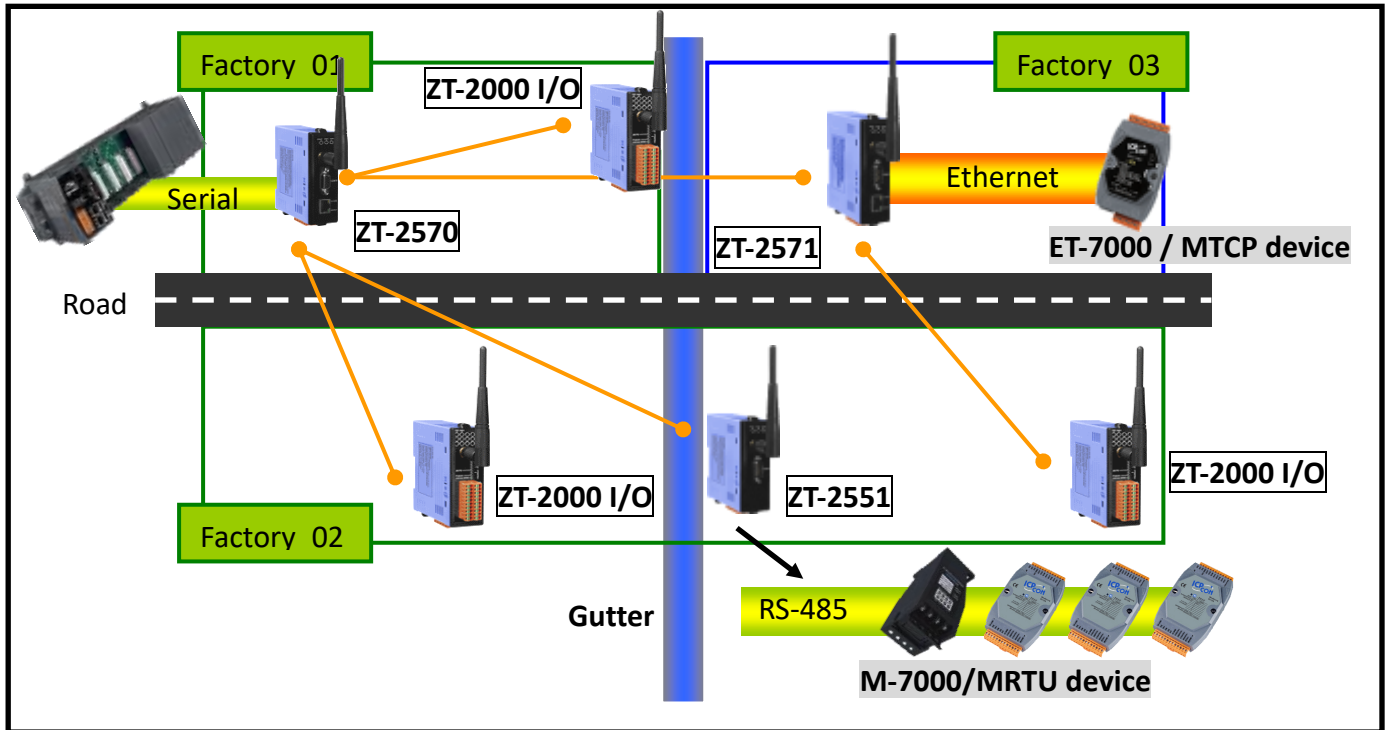 Factory 01
ZT-2000 I/O
Factory 03
Serial
Ethernet
ZT-2570
ZT-2571
ET-7000 / MTCP device
Road
ZT-2000 I/O
ZT-2551
ZT-2000 I/O
Factory 02
Gutter
RS-485
M-7000/MRTU device